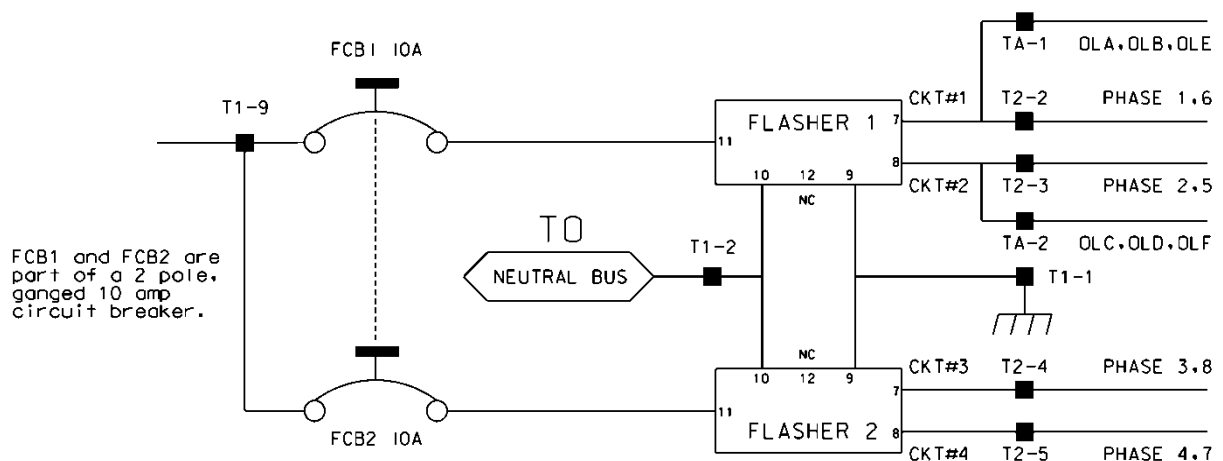 FCB1 10A
TA-1 OLA,OLB,OLE
T1-9
CKT#1 T2-2 PHASE 1,6
7
FLASHER 1
11
8
10 12 9
NC
CKT#2 T2-3 PHASE 2,5
TA-2 OLC,OLD,OLF
TO
NEUTRAL BUS
T1-2
T1-1
FCB1 and FCB2 are
part of a 2 pole,
ganged 10 amp
circuit breaker.
NC
10 12 9
CKT#3 T2-4 PHASE 3,8
7
11
FLASHER 2
8
FCB2 10A
CKT#4 T2-5 PHASE 4,7